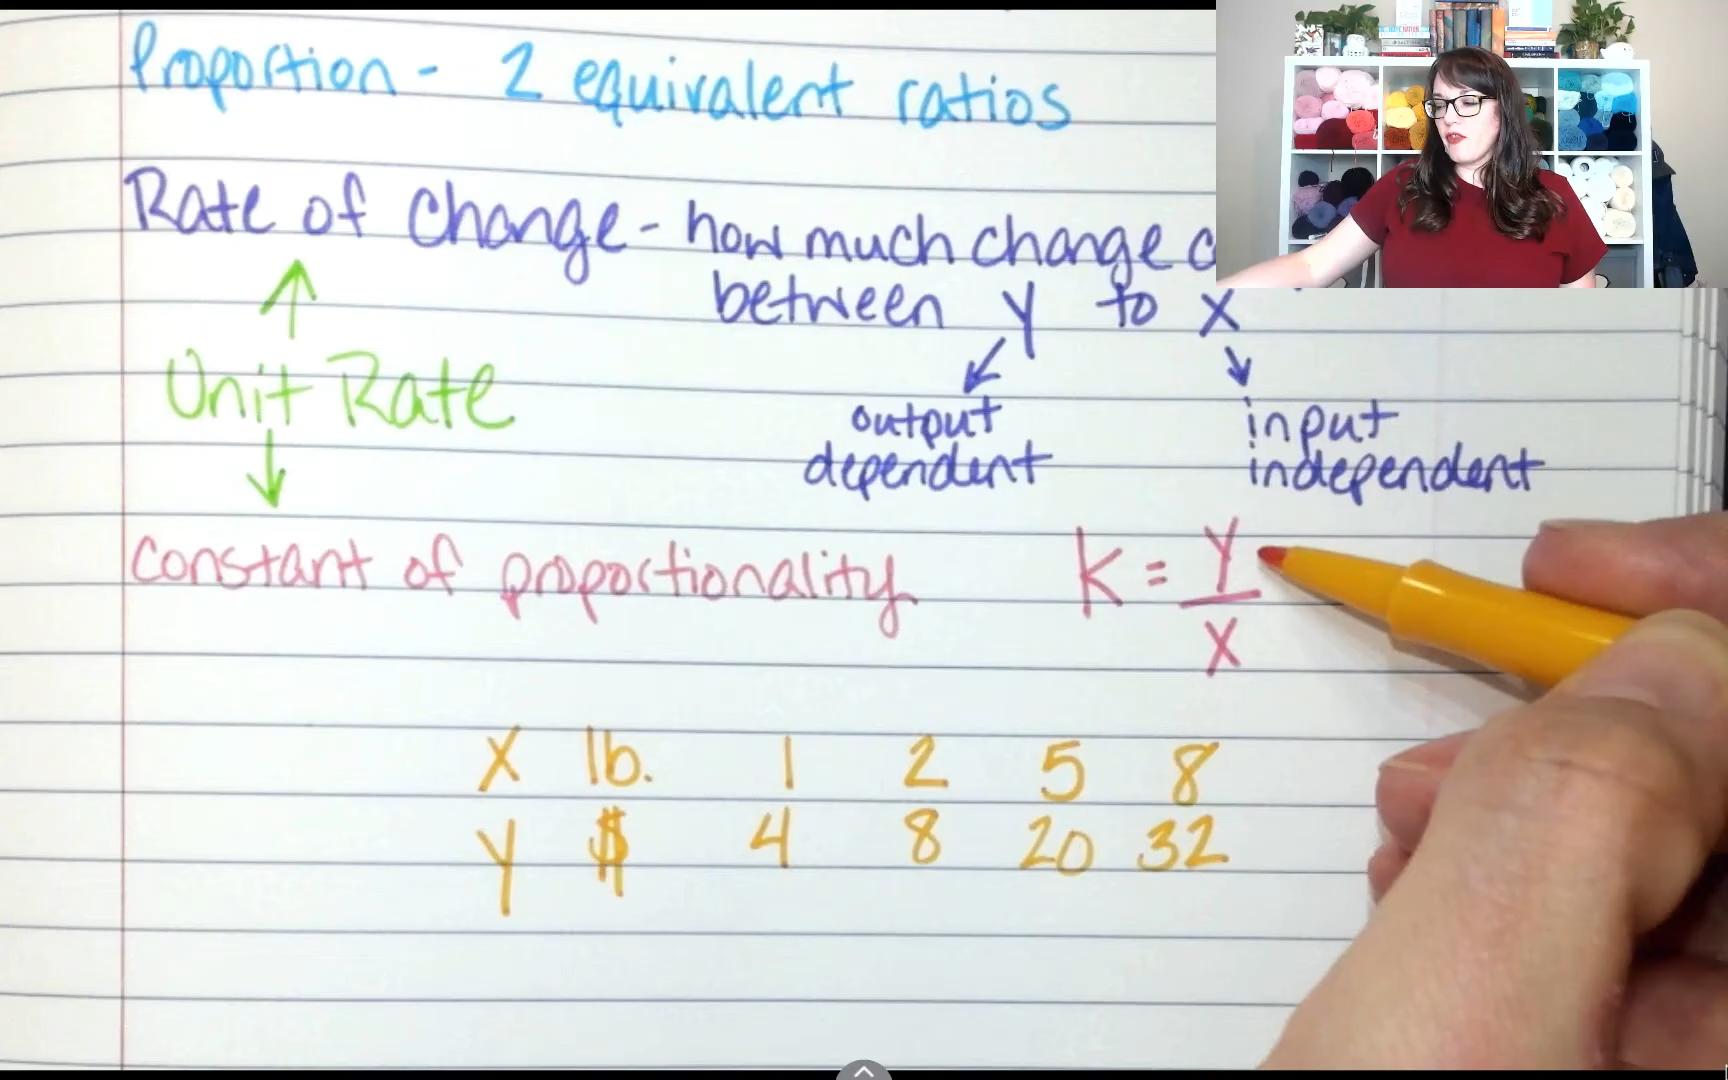 Proportion - 2 equivalent ratios
Rate of Change - how much change
between y to x
Unit Rate
output
dependent
input
independent
Constant of proportionality
K = y
x
x lb. 1 2 5 8
y $ 4 8 20 32